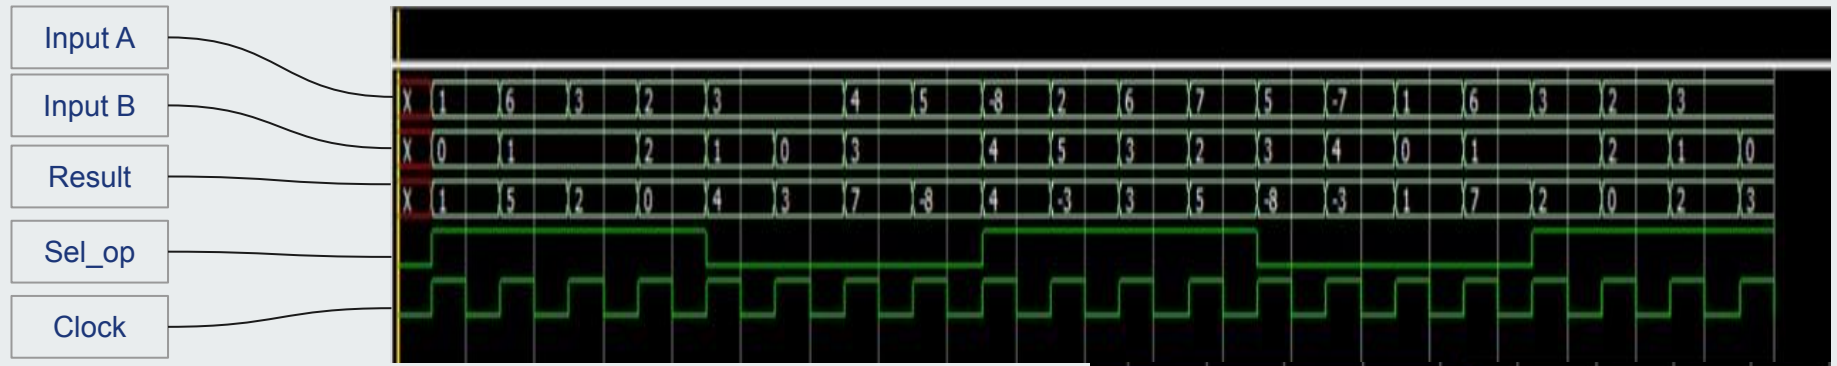 Input A
Input B
Result
Sel_op
Clock
X 1 6 3 2 3 4 5 -8 2 6 7 5 -7 1 6 3 2 3
X 0 1 2 1 0 3 4 5 3 2 3 4 0 1 2 1 0
X 1 5 2 0 4 3 7 -8 4 -3 3 5 -8 -3 1 7 2 0 2 3